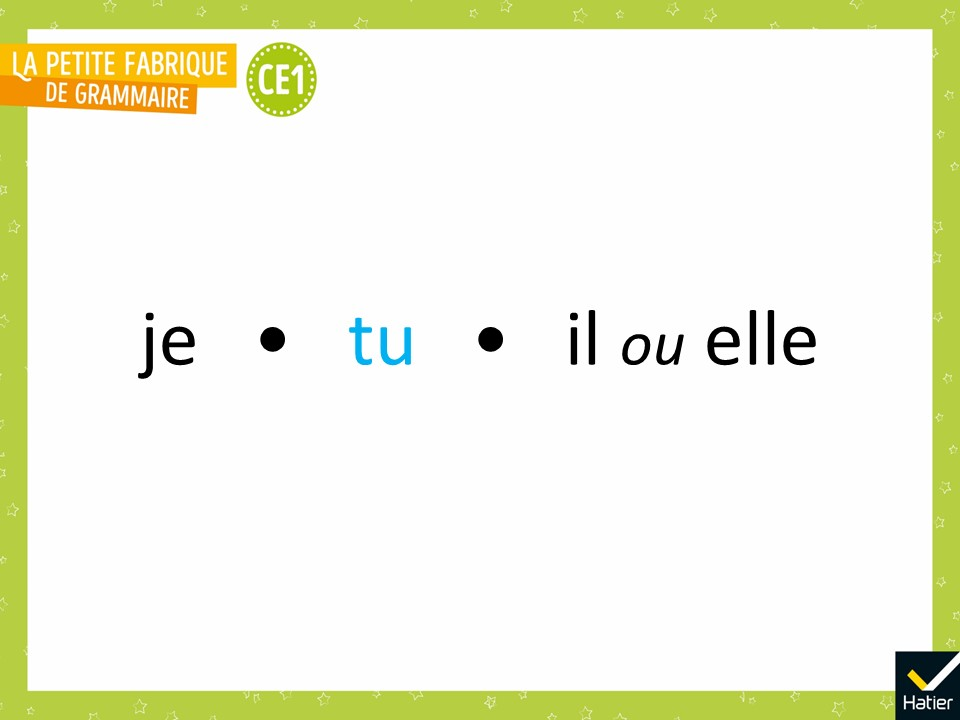 LA PETITE FABRIQUE
DE GRAMMAIRE
CE1
je • tu • il ou elle
Hatier